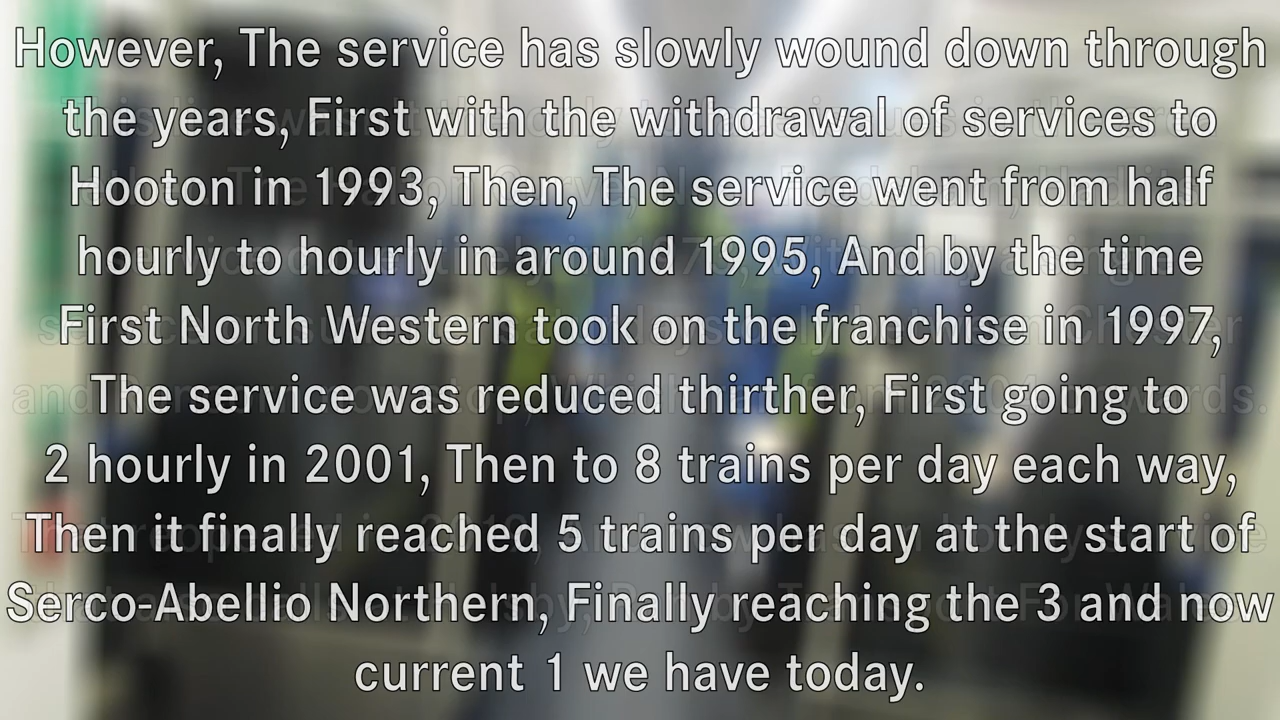 However, The service has slowly wound down through
the years, First with the withdrawal of services to
Hooton in 1993, Then, The service went from half
hourly to hourly in around 1995, And by the time
First North Western took on the franchise in 1997,
The service was reduced thirther, First going to
2 hourly in 2001, Then to 8 trains per day each way,
Then it finally reached 5 trains per day at the start of
Serco-Abellio Northern, Finally reaching the 3 and now
current 1 we have today.